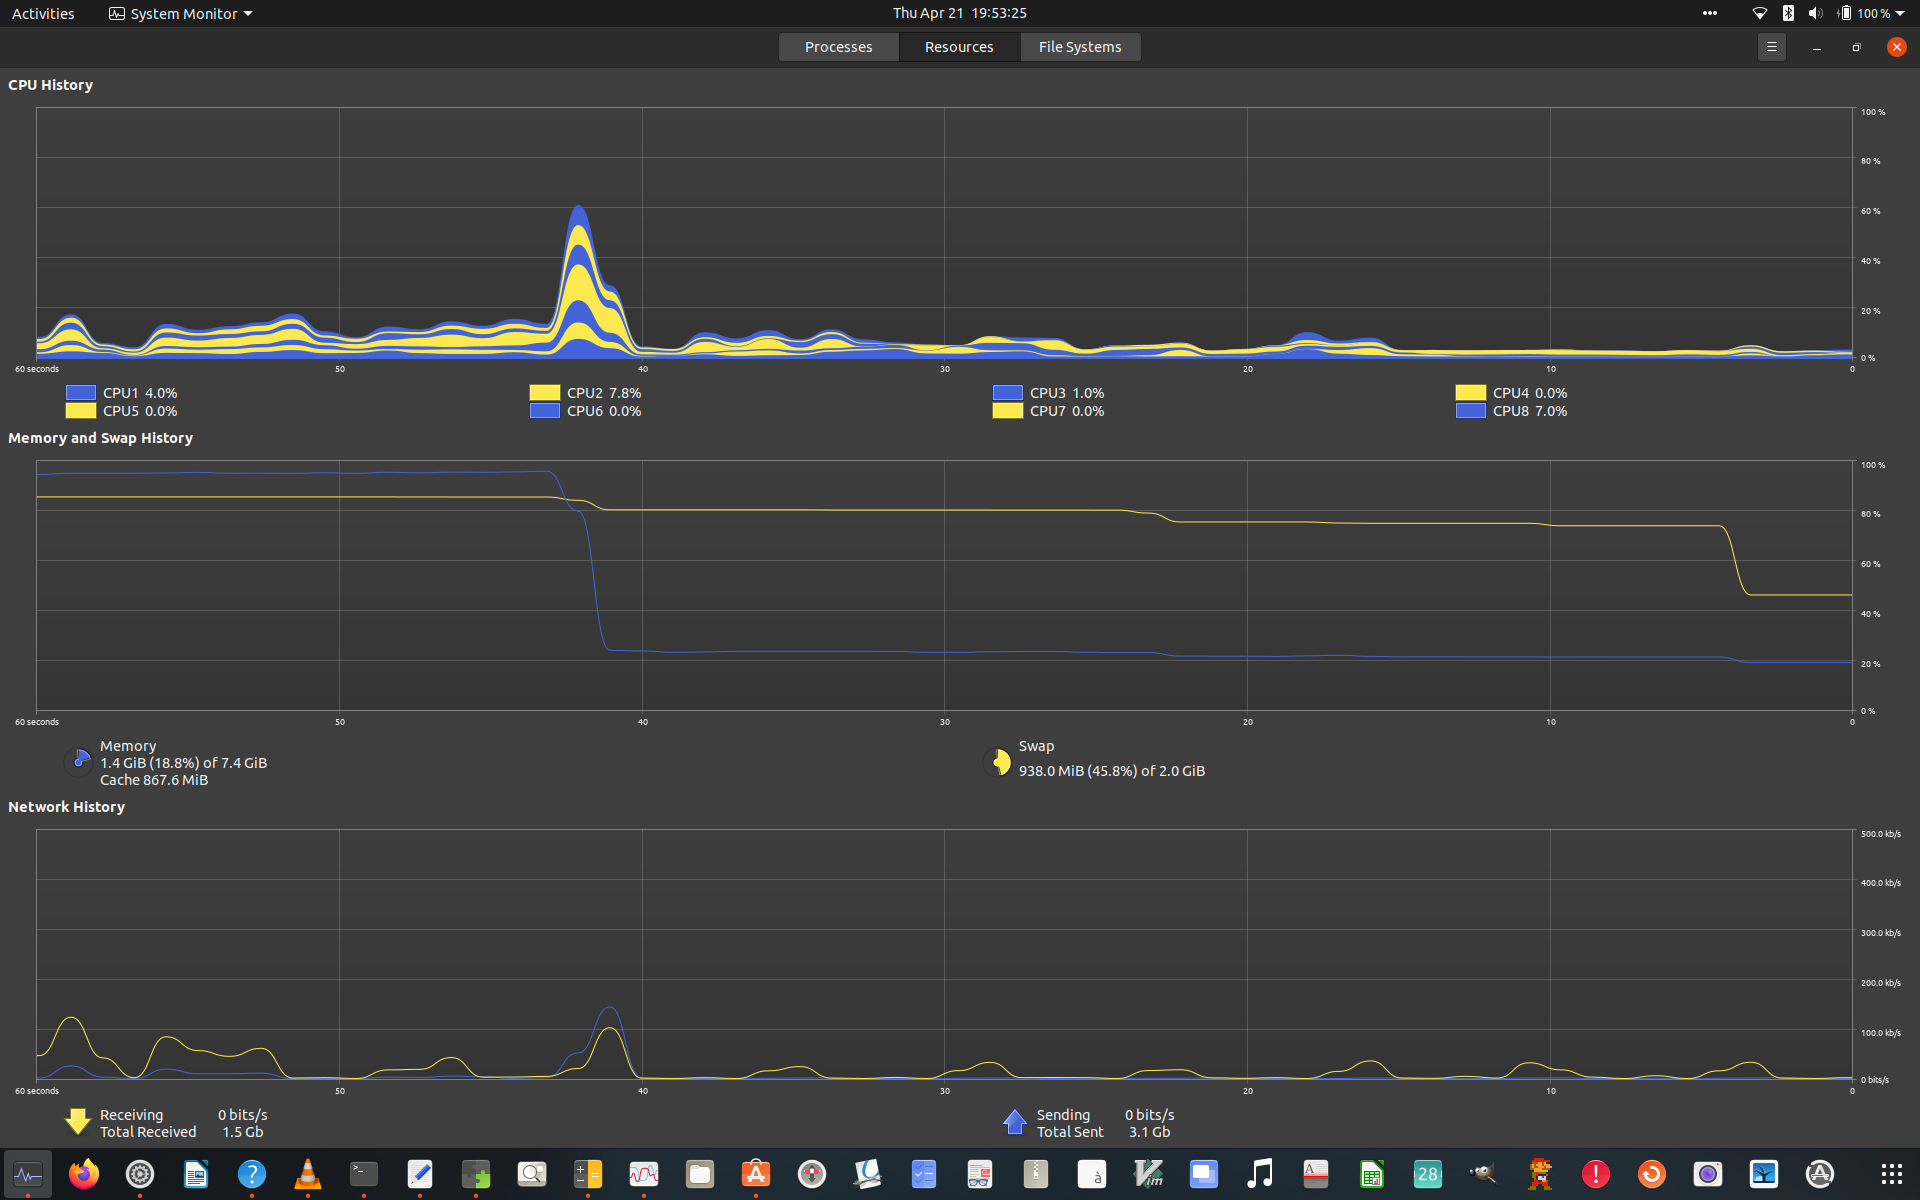 Activities System Monitor Thu Apr 21 19:53:25 100 %
Processes Resources File Systems
CPU History
100 %
80 %
60 %
40 %
20 %
0 %
60 seconds 50 40 30 20 10 0
CPU1 4.0% CPU2 7.8% CPU3 1.0% CPU4 0.0%
CPU5 0.0% CPU6 0.0% CPU7 0.0% CPU8 7.0%
Memory and Swap History
100 %
80 %
60 %
40 %
20 %
0 %
60 seconds 50 40 30 20 10 0
Memory
1.4 GiB (18.8%) of 7.4 GiB
Cache 867.6 MiB
Swap
938.0 MiB (45.8%) of 2.0 GiB
Network History
500.0 kb/s
400.0 kb/s
300.0 kb/s
200.0 kb/s
100.0 kb/s
0 bits/s
60 seconds 50 40 30 20 10 0
Receiving 0 bits/s
Total Received 1.5 Gb
Sending 0 bits/s
Total Sent 3.1 Gb
? >_ A à Vim A 28 !